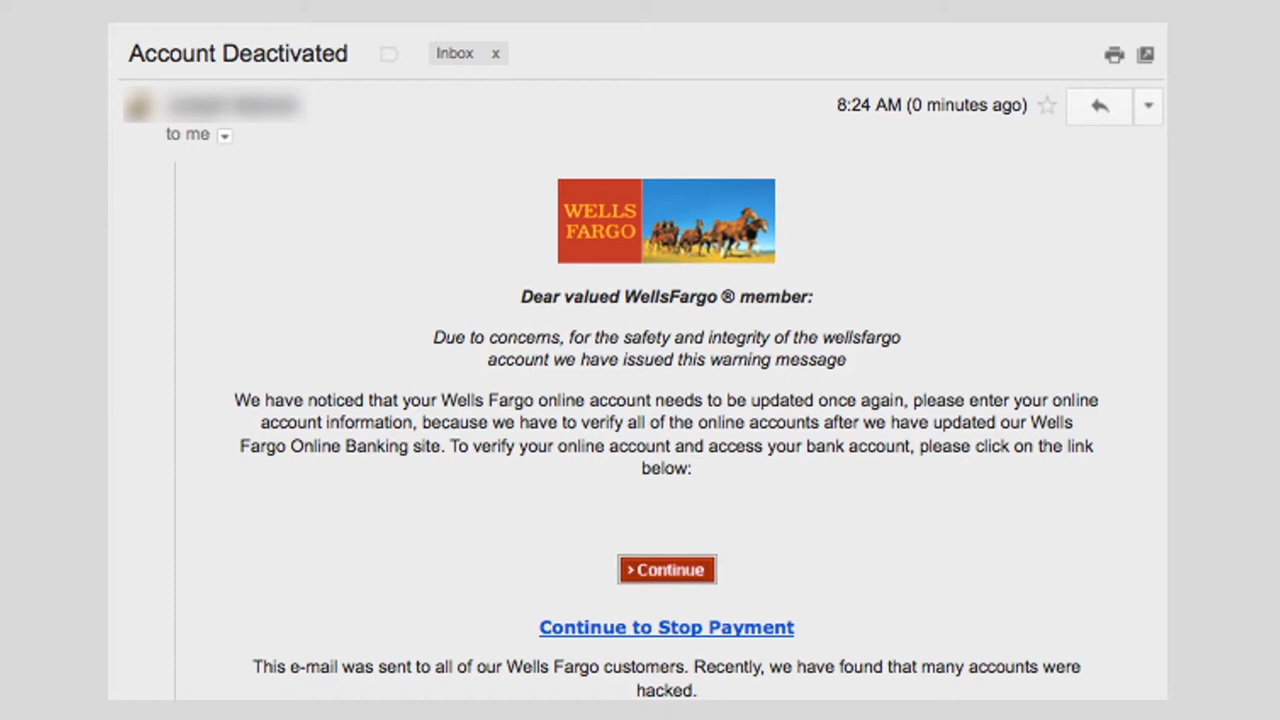 Account Deactivated
Inbox x
8:24 AM (0 minutes ago)
to me
WELLS
FARGO
Dear valued WellsFargo ® member:
Due to concerns, for the safety and integrity of the wellsfargo
account we have issued this warning message
We have noticed that your Wells Fargo online account needs to be updated once again, please enter your online
account information, because we have to verify all of the online accounts after we have updated our Wells
Fargo Online Banking site. To verify your online account and access your bank account, please click on the link
below:
› Continue
Continue to Stop Payment
This e-mail was sent to all of our Wells Fargo customers. Recently, we have found that many accounts were
hacked.